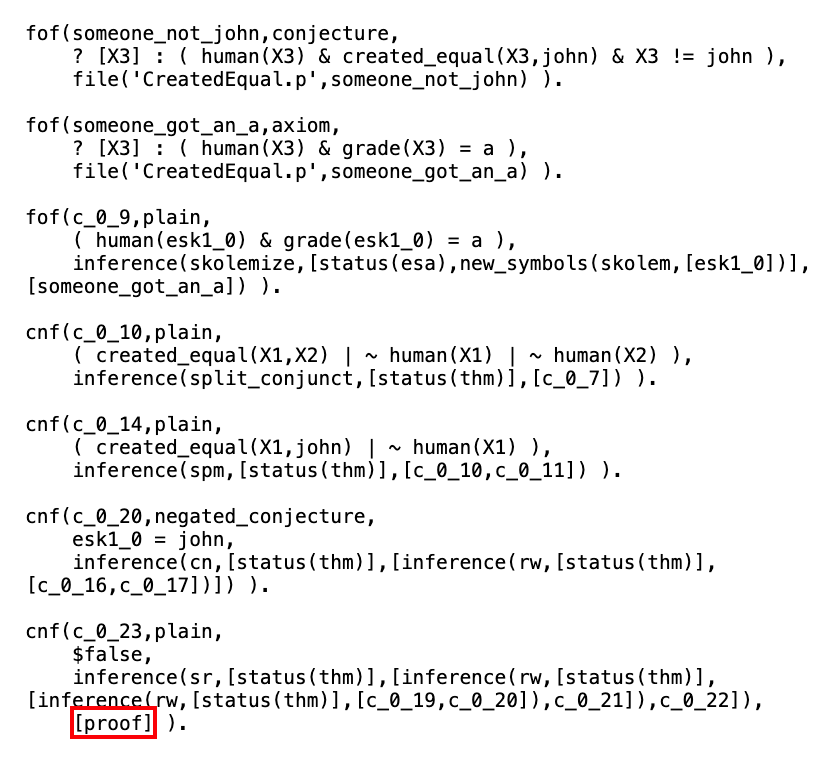 fof(someone_not_john,conjecture,
? [X3] : ( human(X3) & created_equal(X3,john) & X3 != john ),
file('CreatedEqual.p',someone_not_john) ).
fof(someone_got_an_a,axiom,
? [X3] : ( human(X3) & grade(X3) = a ),
file('CreatedEqual.p',someone_got_an_a) ).
fof(c_0_9,plain,
( human(esk1_0) & grade(esk1_0) = a ),
inference(skolemize,[status(esa),new_symbols(skolem,[esk1_0])],
[someone_got_an_a]) ).
cnf(c_0_10,plain,
( created_equal(X1,X2) | ~ human(X1) | ~ human(X2) ),
inference(split_conjunct,[status(thm)],[c_0_7]) ).
cnf(c_0_14,plain,
( created_equal(X1,john) | ~ human(X1) ),
inference(spm,[status(thm)],[c_0_10,c_0_11]) ).
cnf(c_0_20,negated_conjecture,
esk1_0 = john,
inference(cn,[status(thm)],[inference(rw,[status(thm)],
[c_0_16,c_0_17])]) ).
cnf(c_0_23,plain,
$false,
inference(sr,[status(thm)],[inference(rw,[status(thm)],
[inference(rw,[status(thm)],[c_0_19,c_0_20]),c_0_21]),c_0_22]),
[proof] ).